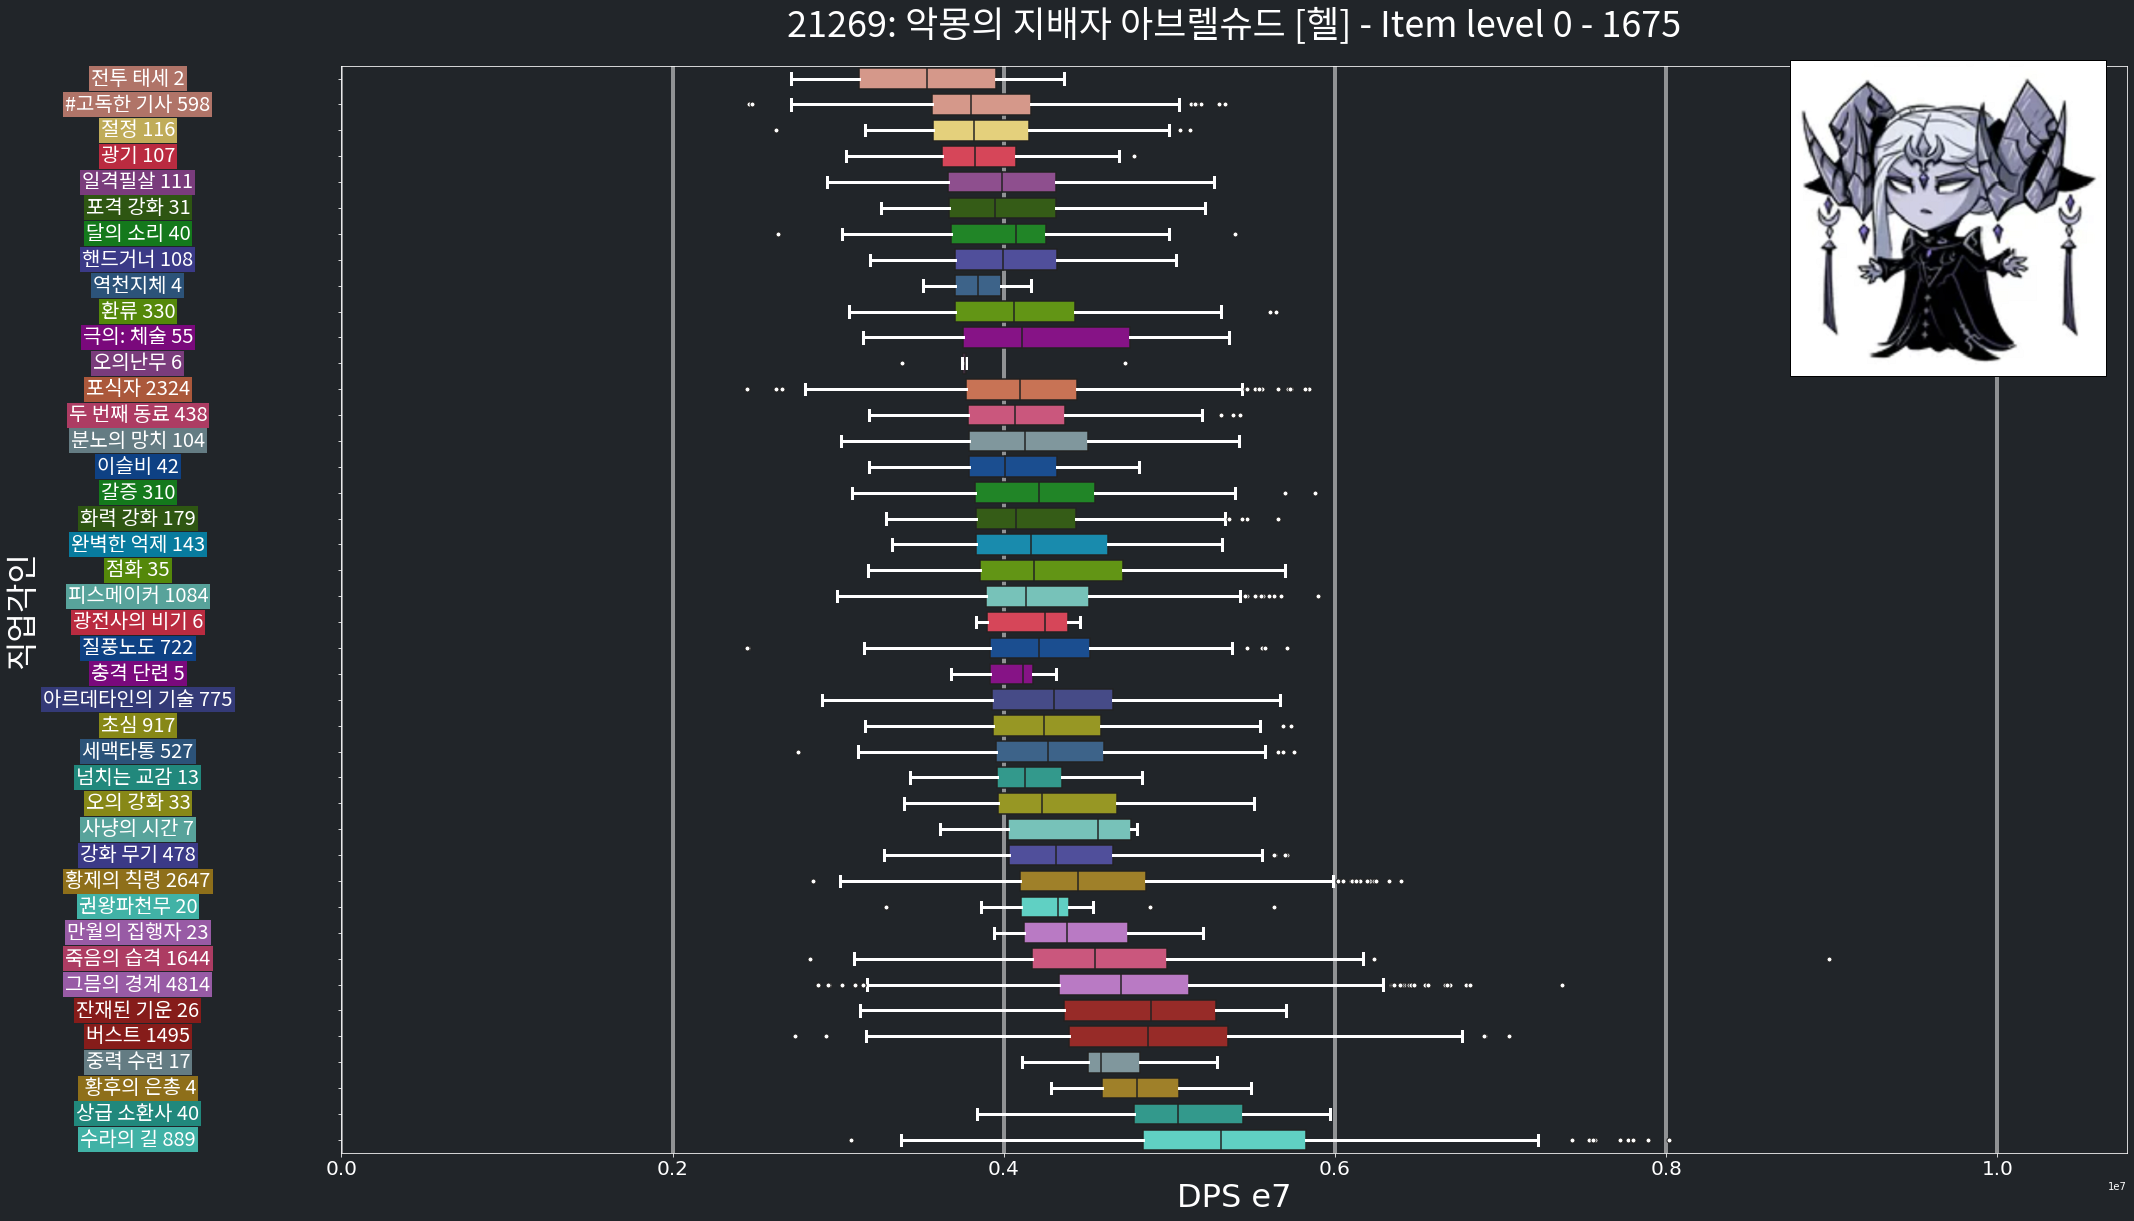 21269: 악몽의 지배자 아브렐슈드 [헬] - Item level 0 - 1675
전투 태세 2
#고독한 기사 598
절정 116
광기 107
일격필살 111
포격 강화 31
달의 소리 40
핸드거너 108
역천지체 4
환류 330
극의: 체술 55
오의난무 6
포식자 2324
두 번째 동료 438
분노의 망치 104
이슬비 42
갈증 310
화력 강화 179
완벽한 억제 143
점화 35
피스메이커 1084
광전사의 비기 6
질풍노도 722
충격 단련 5
아르데타인의 기술 775
초심 917
세맥타통 527
넘치는 교감 13
오의 강화 33
사냥의 시간 7
강화 무기 478
황제의 칙령 2647
권왕파천무 20
만월의 집행자 23
죽음의 습격 1644
그믐의 경계 4814
잔재된 기운 26
버스트 1495
중력 수련 17
황후의 은총 4
상급 소환사 40
수라의 길 889
직업각인
0.0 0.2 0.4 0.6 0.8 1.0
1e7
DPS e7